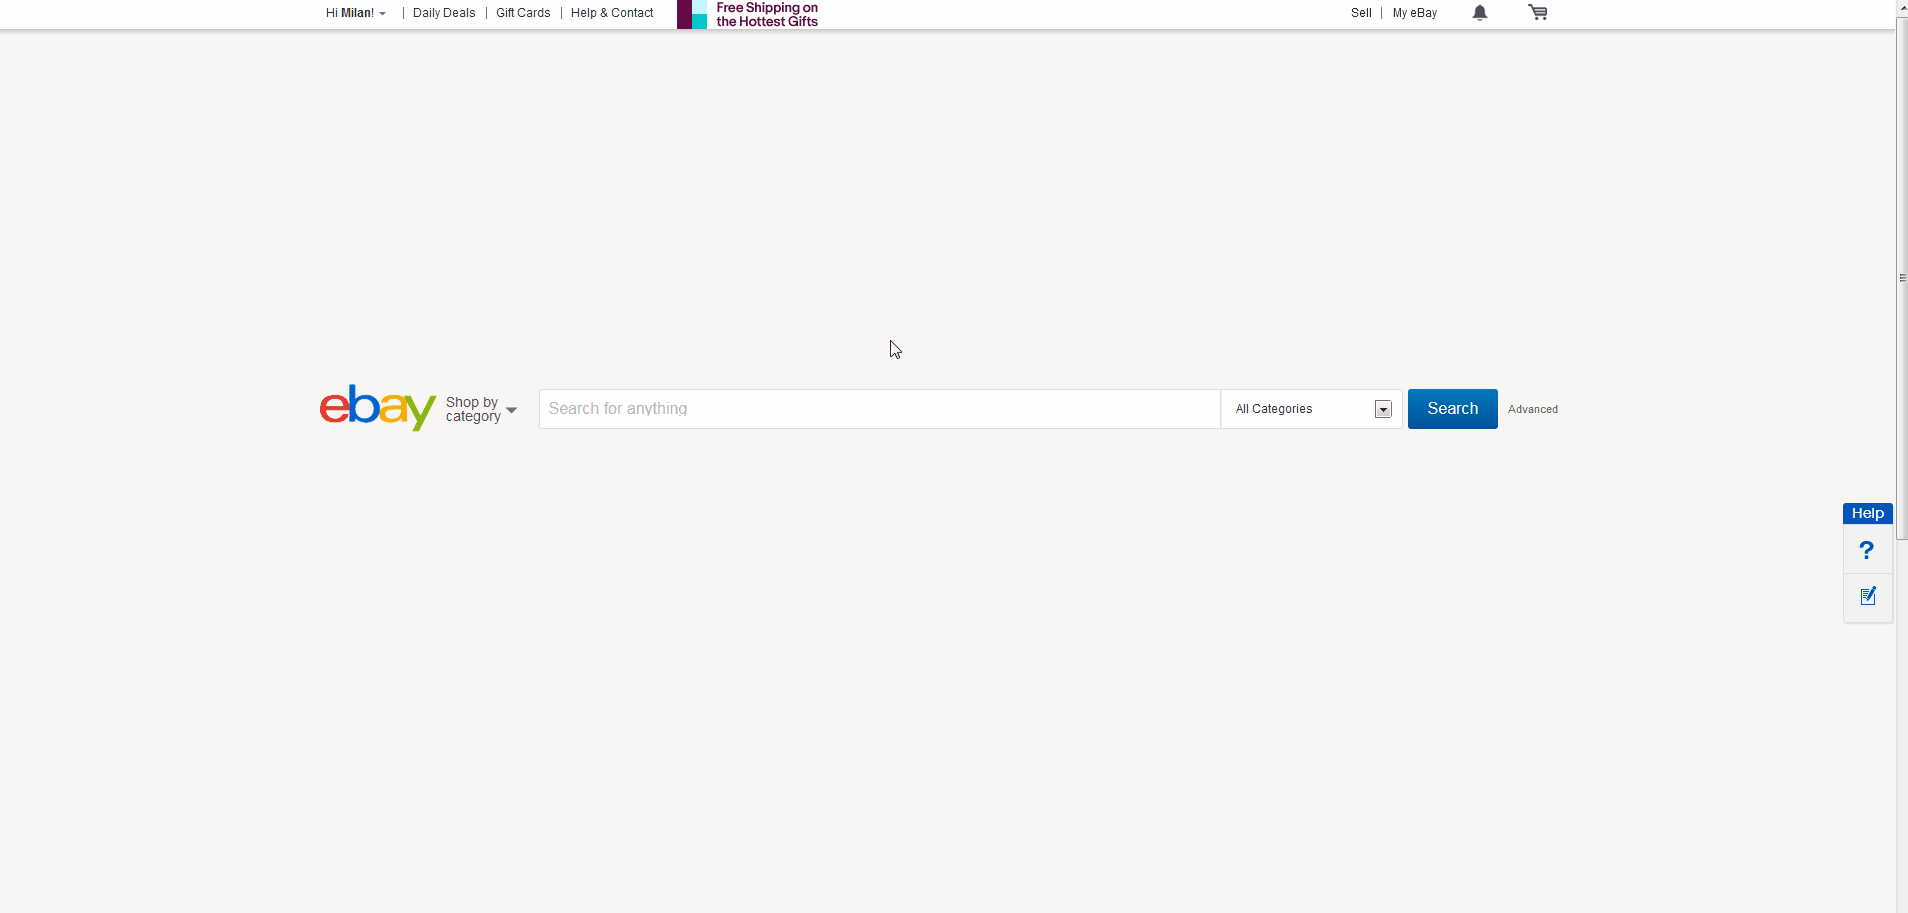 Hi Milan! | Daily Deals | Gift Cards | Help & Contact
Free Shipping on
the Hottest Gifts
Sell | My eBay
ebay
Shop by
category
Search for anything
All Categories
Search
Advanced
Help
?